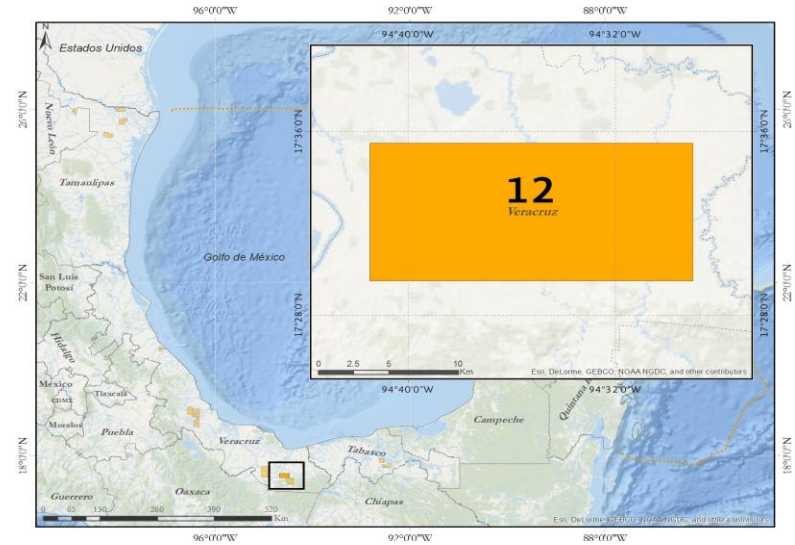 96°0'0"W 92°0'0"W 88°0'0"W
N
Estados Unidos
94°40'0"W 94°32'0"W
26°0'0"N 26°0'0"N
Nuevo León
17°36'0"N 17°36'0"N
Tamaulipas
12
Veracruz
Golfo de México
22°0'0"N 22°0'0"N
San Luis
Potosí
17°28'0"N 17°28'0"N
Hidalgo
0 2.5 5 10
Km
Esri, DeLorme, GEBCO, NOAA NGDC, and other contributors
94°40'0"W 94°32'0"W
México
CDMX
Tlaxcala
Quintana
Morelos
Puebla
Campeche
Veracruz
Tabasco
18°0'0"N 18°0'0"N
Guerrero
Oaxaca
Chiapas
0 65 130 260 390 520
Km
Esri, DeLorme, GEBCO, NOAA NGDC, and other contributors
96°0'0"W 92°0'0"W 88°0'0"W